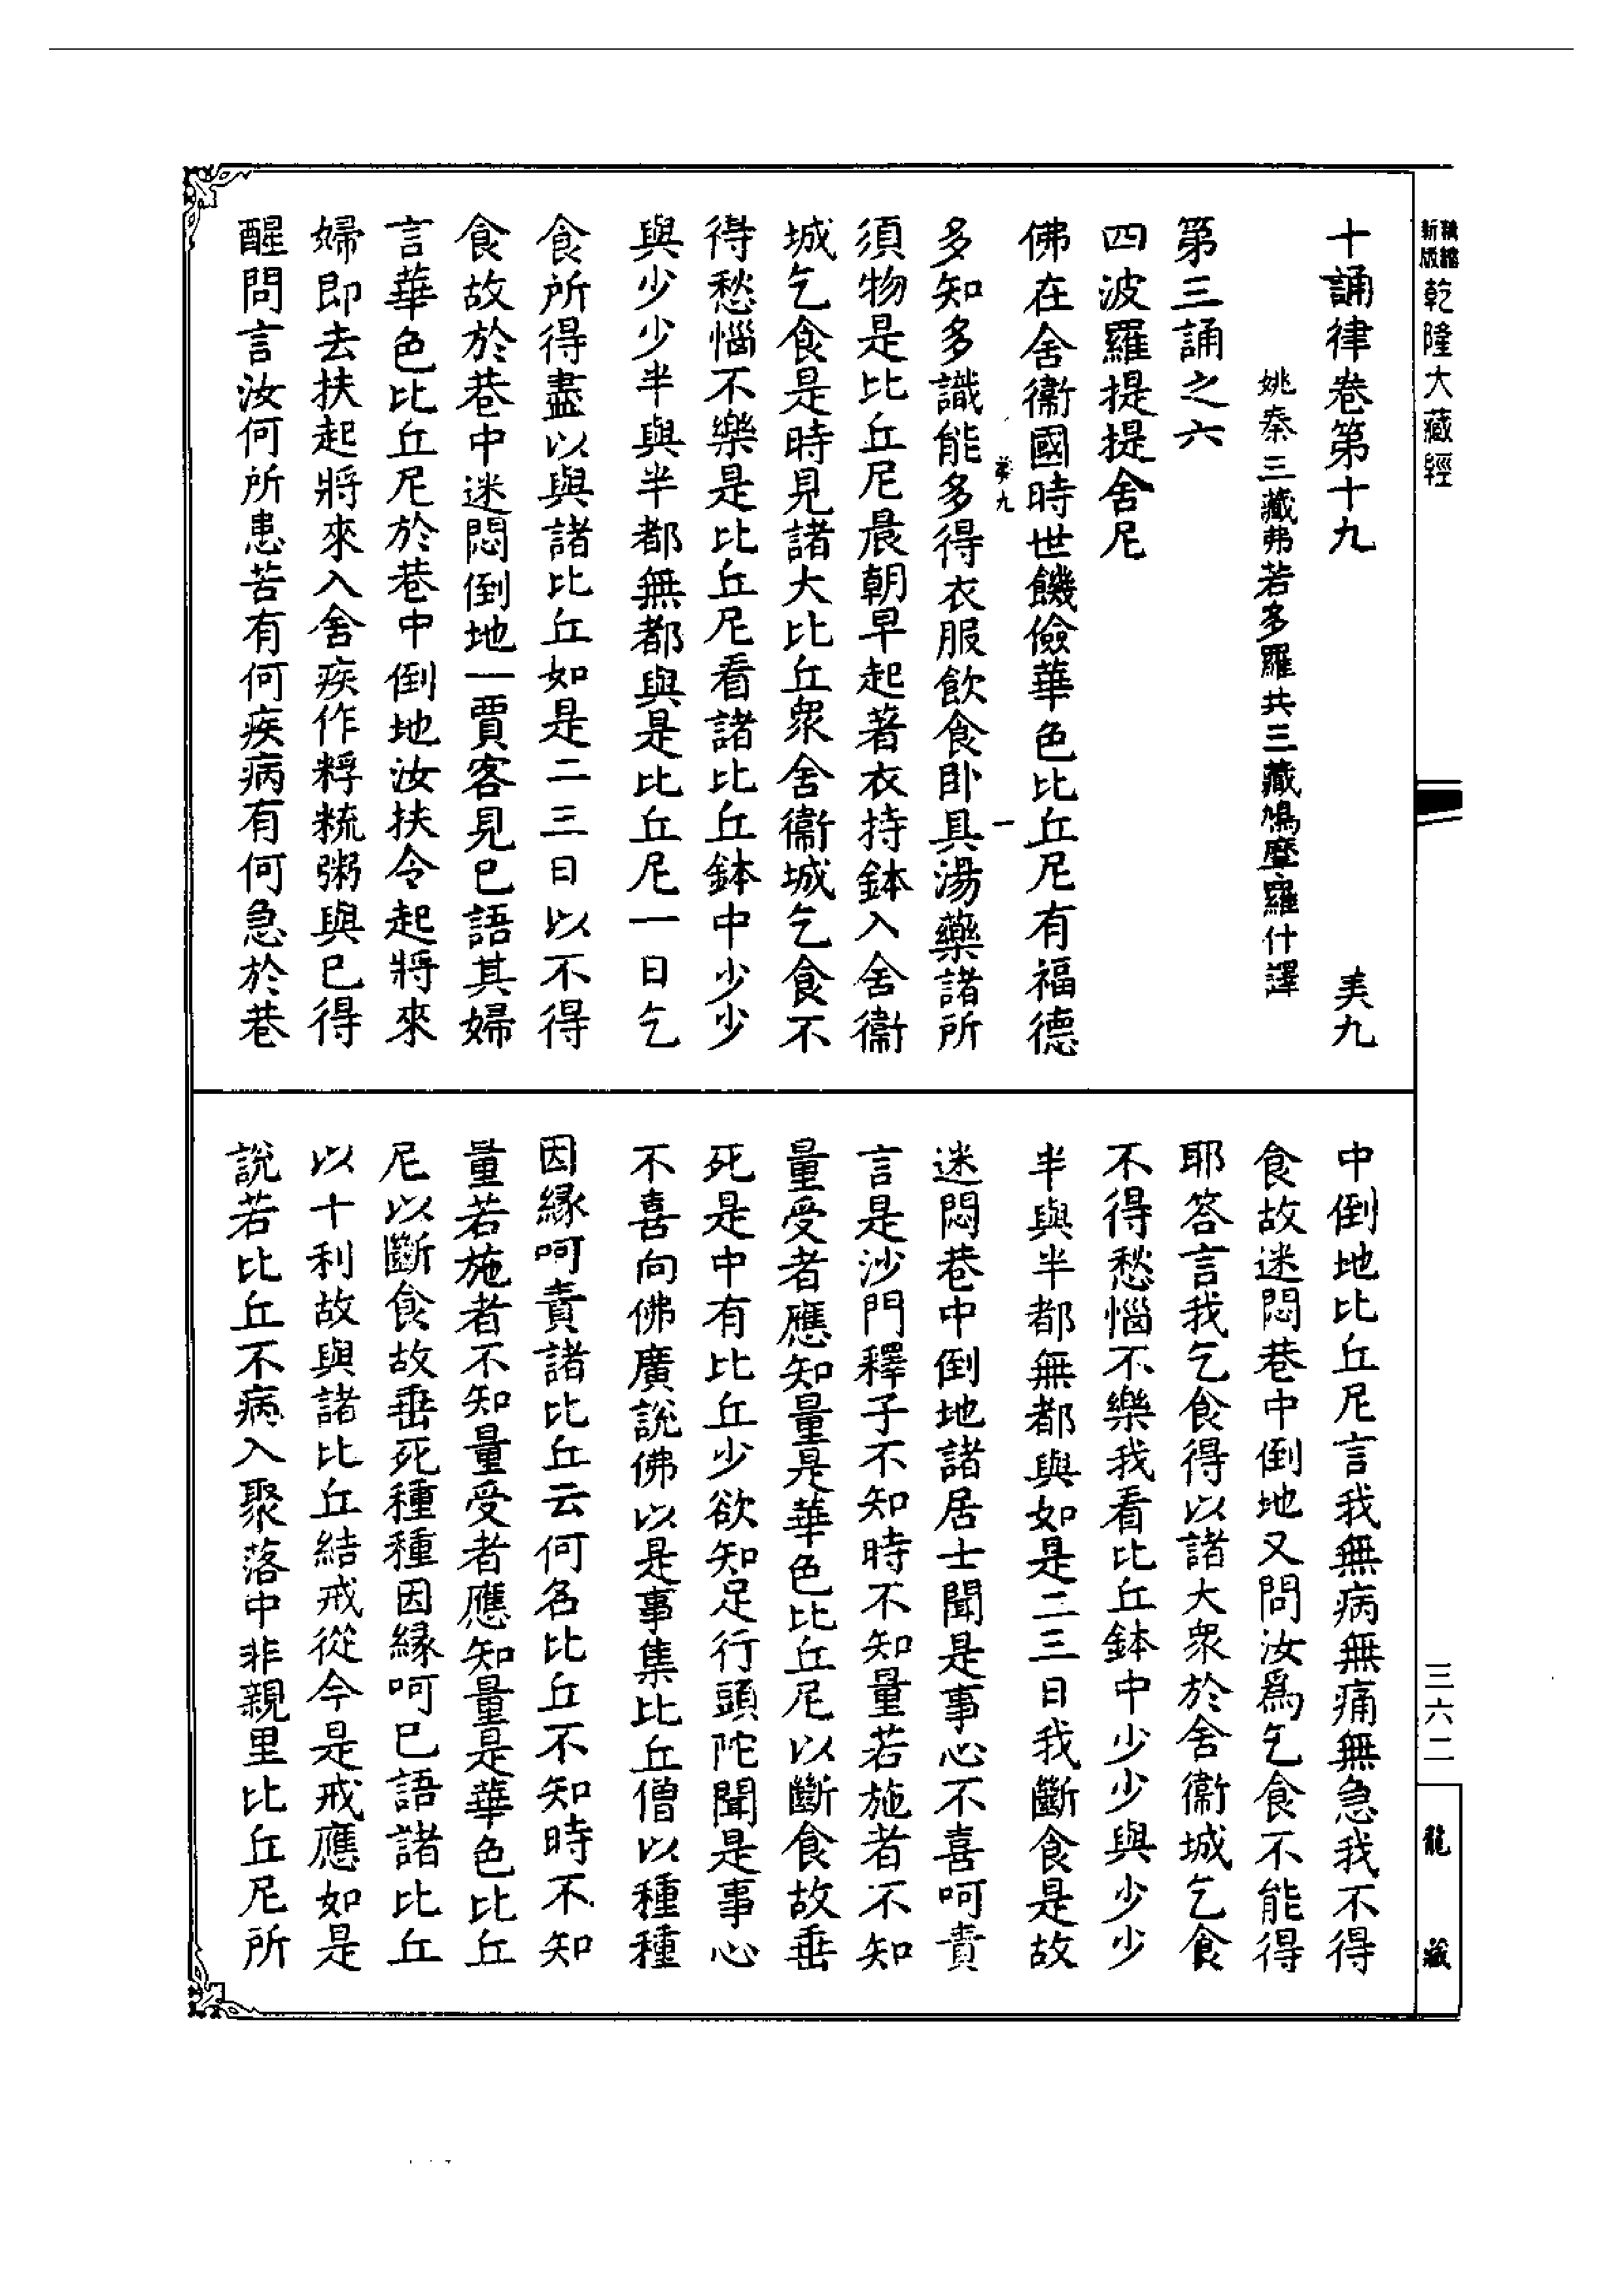 新版精縮乾隆大藏經
三六二
龍藏
十誦律卷第十九
美九
姚秦三藏弗若多羅共三藏鳩摩羅什譯
第三誦之六
四波羅提提舍尼
佛在舍衛國時世饑儉華色比丘尼有福德
美九
一
多知多識能多得衣服飲食臥具湯藥諸所
須物是比丘尼晨朝早起著衣持鉢入舍衛
城乞食是時見諸大比丘衆舍衛城乞食不
得愁惱不樂是比丘尼看諸比丘鉢中少少
與少少半與半都無都與是比丘尼一日乞
食所得盡以與諸比丘如是二三日以不得
食故於巷中迷悶倒地一賈客見已語其婦
言華色比丘尼於巷中倒地汝扶令起將來
婦即去扶起將來入舍疾作粰䊚粥與已得
醒問言汝何所患苦有何疾病有何急於巷
中倒地比丘尼言我無病無痛無急我不得
食故迷悶巷中倒地又問汝爲乞食不能得
耶答言我乞食得以諸大衆於舍衛城乞食
不得愁惱不樂我看比丘鉢中少少與少少
半與半都無都與如是二三日我斷食是故
迷悶巷中倒地諸居士聞是事心不喜呵責
言是沙門釋子不知時不知量若施者不知
量受者應知量是華色比丘尼以斷食故垂
死是中有比丘少欲知足行頭陀聞是事心
不喜向佛廣說佛以是事集比丘僧以種種
因緣呵責諸比丘云何名比丘不知時不知
量若施者不知量受者應知量是華色比丘
尼以斷食故垂死種種因緣呵已語諸比丘
以十利故與諸比丘結戒從今是戒應如是
說若比丘不病入聚落中非親里比丘尼所